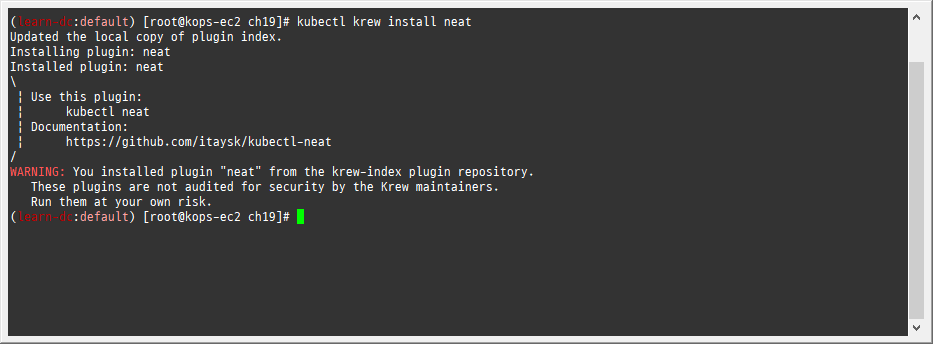 (learn-dr:default) [root@kops-ec2 ch19]# kubectl krew install neat
Updated the local copy of plugin index.
Installing plugin: neat
Installed plugin: neat
\
 | Use this plugin:
 |      kubectl neat
 | Documentation:
 |      https://github.com/itaysk/kubectl-neat
/
WARNING: You installed plugin "neat" from the krew-index plugin repository.
   These plugins are not audited for security by the Krew maintainers.
   Run them at your own risk.
(learn-dr:default) [root@kops-ec2 ch19]#